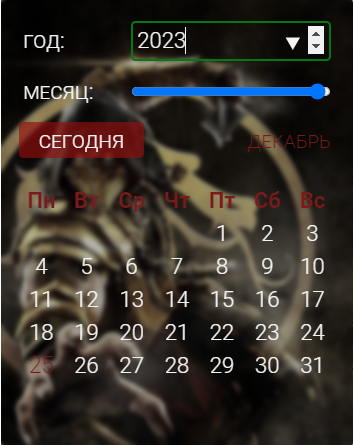 ГОД: 2023
МЕСЯЦ:
СЕГОДНЯ ДЕКАБРЬ
Пн Вт Ср Чт Пт Сб Вс
1 2 3
4 5 6 7 8 9 10
11 12 13 14 15 16 17
18 19 20 21 22 23 24
25 26 27 28 29 30 31